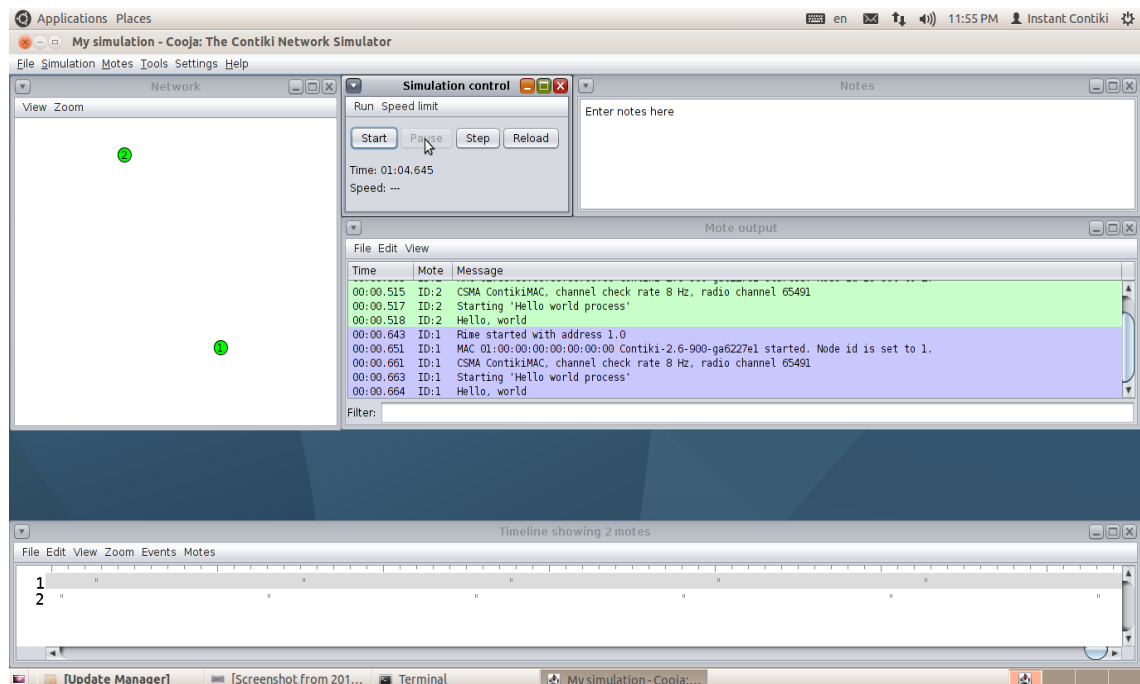 Applications Places
en 11:55 PM Instant Contiki
My simulation - Cooja: The Contiki Network Simulator
File Simulation Motes Tools Settings Help
Network
View Zoom
2
1
Simulation control
Run Speed limit
Start Pause Step Reload
Time: 01:04.645
Speed: ---
Notes
Enter notes here
Mote output
File Edit View
Time Mote Message
00:00.515 ID:2 CSMA ContikiMAC, channel check rate 8 Hz, radio channel 65491
00:00.517 ID:2 Starting 'Hello world process'
00:00.518 ID:2 Hello, world
00:00.643 ID:1 Rime started with address 1.0
00:00.651 ID:1 MAC 01:00:00:00:00:00:00:00 Contiki-2.6-900-ga6227e1 started. Node id is set to 1.
00:00.661 ID:1 CSMA ContikiMAC, channel check rate 8 Hz, radio channel 65491
00:00.663 ID:1 Starting 'Hello world process'
00:00.664 ID:1 Hello, world
Filter:
Timeline showing 2 motes
File Edit View Zoom Events Motes
1
2
[Update Manager] [Screenshot from 201... Terminal My simulation - Cooja:...